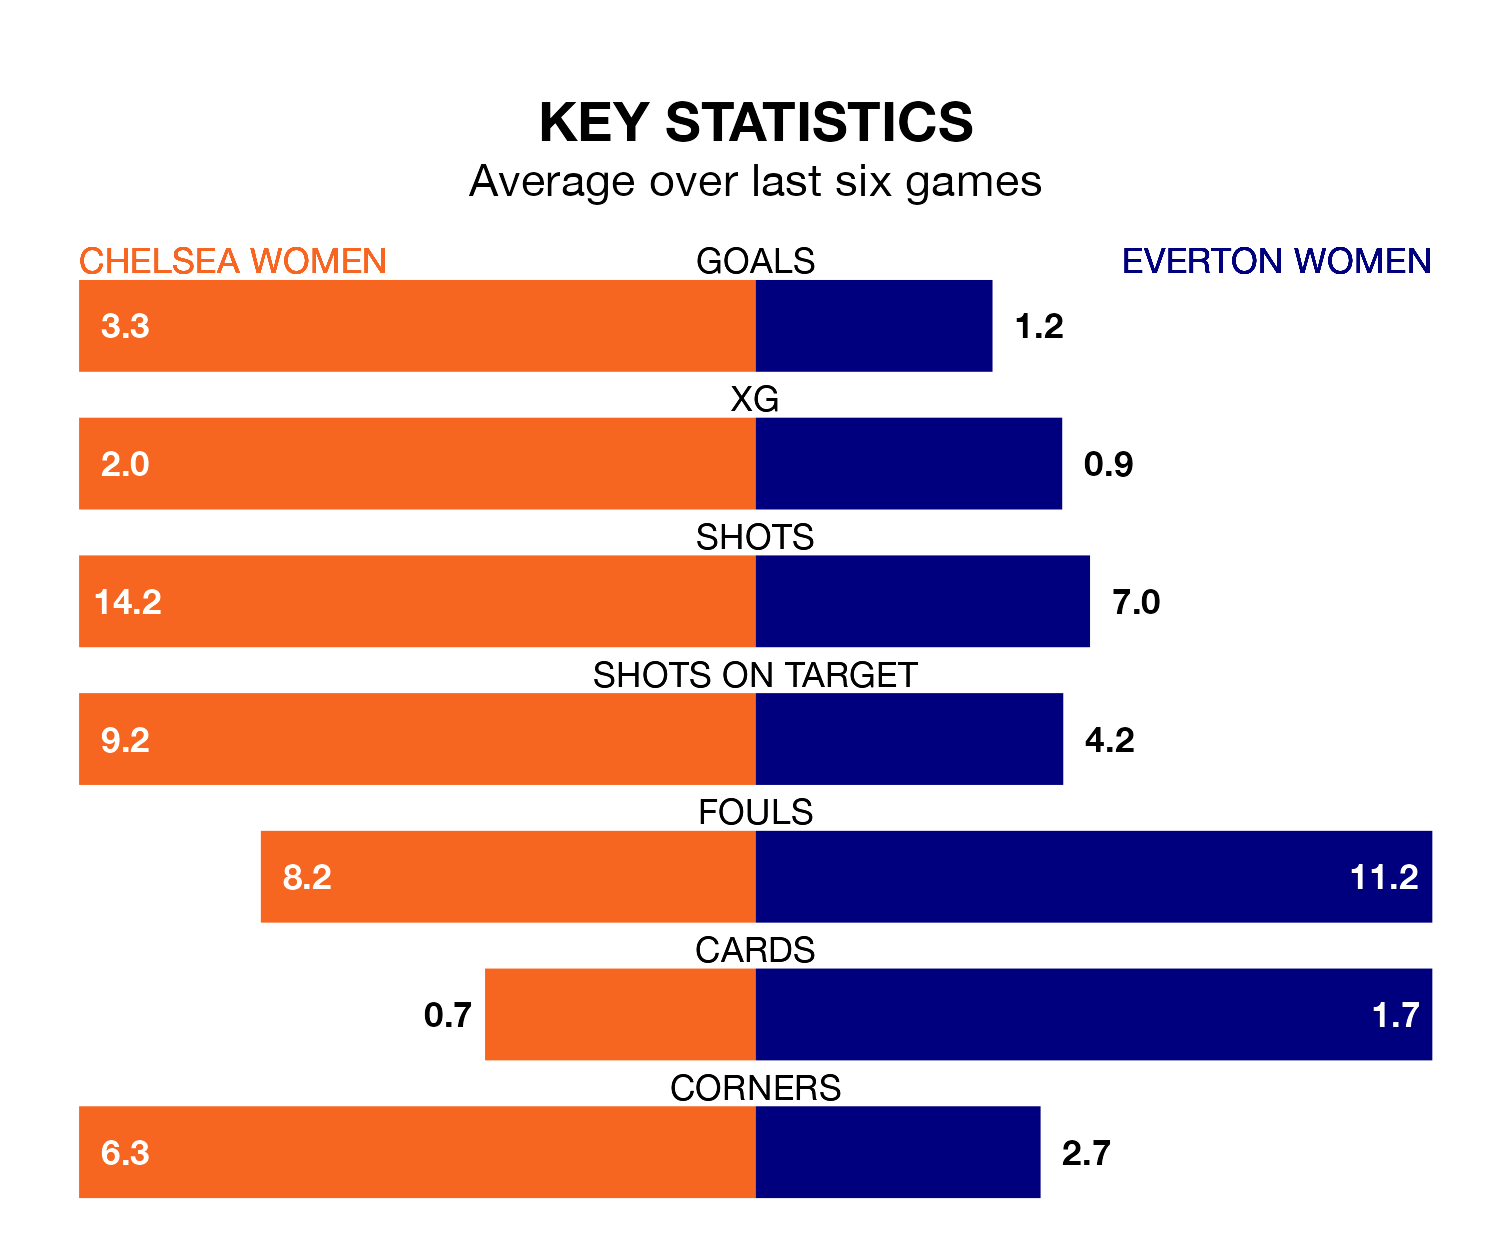 KEY STATISTICS
Average over last six games
CHELSEA WOMEN GOALS EVERTON WOMEN
3.3 1.2
XG
2.0 0.9
SHOTS
14.2 7.0
SHOTS ON TARGET
9.2 4.2
FOULS
8.2 11.2
CARDS
0.7 1.7
CORNERS
6.3 2.7